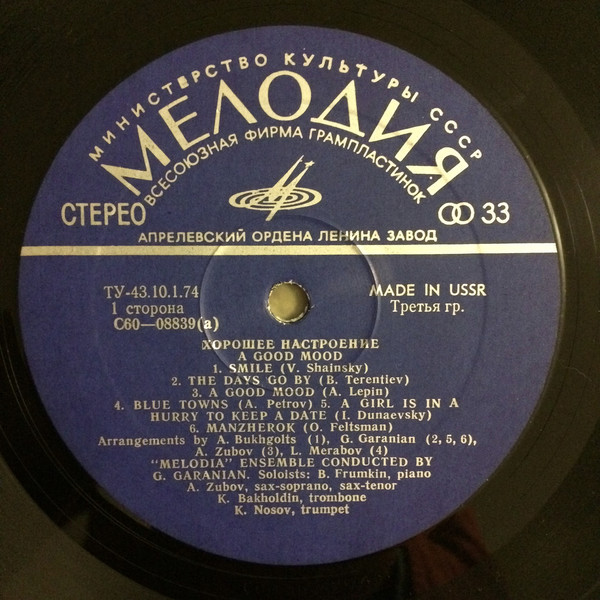 МИНИСТЕРСТВО КУЛЬТУРЫ СССР
МЕЛОДИЯ
ВСЕСОЮЗНАЯ ФИРМА ГРАМПЛАСТИНОК
СТЕРЕО
33
АПРЕЛЕВСКИЙ ОРДЕНА ЛЕНИНА ЗАВОД
ТУ-43.10.1.74
MADE IN USSR
1 сторона
Третья гр.
С60—08839(а)
ХОРОШЕЕ НАСТРОЕНИЕ
A GOOD MOOD
1. SMILE (V. Shainsky)
2. THE DAYS GO BY (B. Terentiev)
3. A GOOD MOOD (A. Lepin)
4. BLUE TOWNS (A. Petrov) 5. A GIRL IS IN A
HURRY TO KEEP A DATE (I. Dunaevsky)
6. MANZHEROK (O. Feltsman)
Arrangements by A. Bukhgolts (1), G. Garanian (2,5,6),
A. Zubov (3), L. Merabov (4)
"MELODIA" ENSEMBLE CONDUCTED BY
G. GARANIAN. Soloists: B. Frumkin, piano
A. Zubov, sax-soprano, sax-tenor
K. Bakholdin, trombone
K. Nosov, trumpet